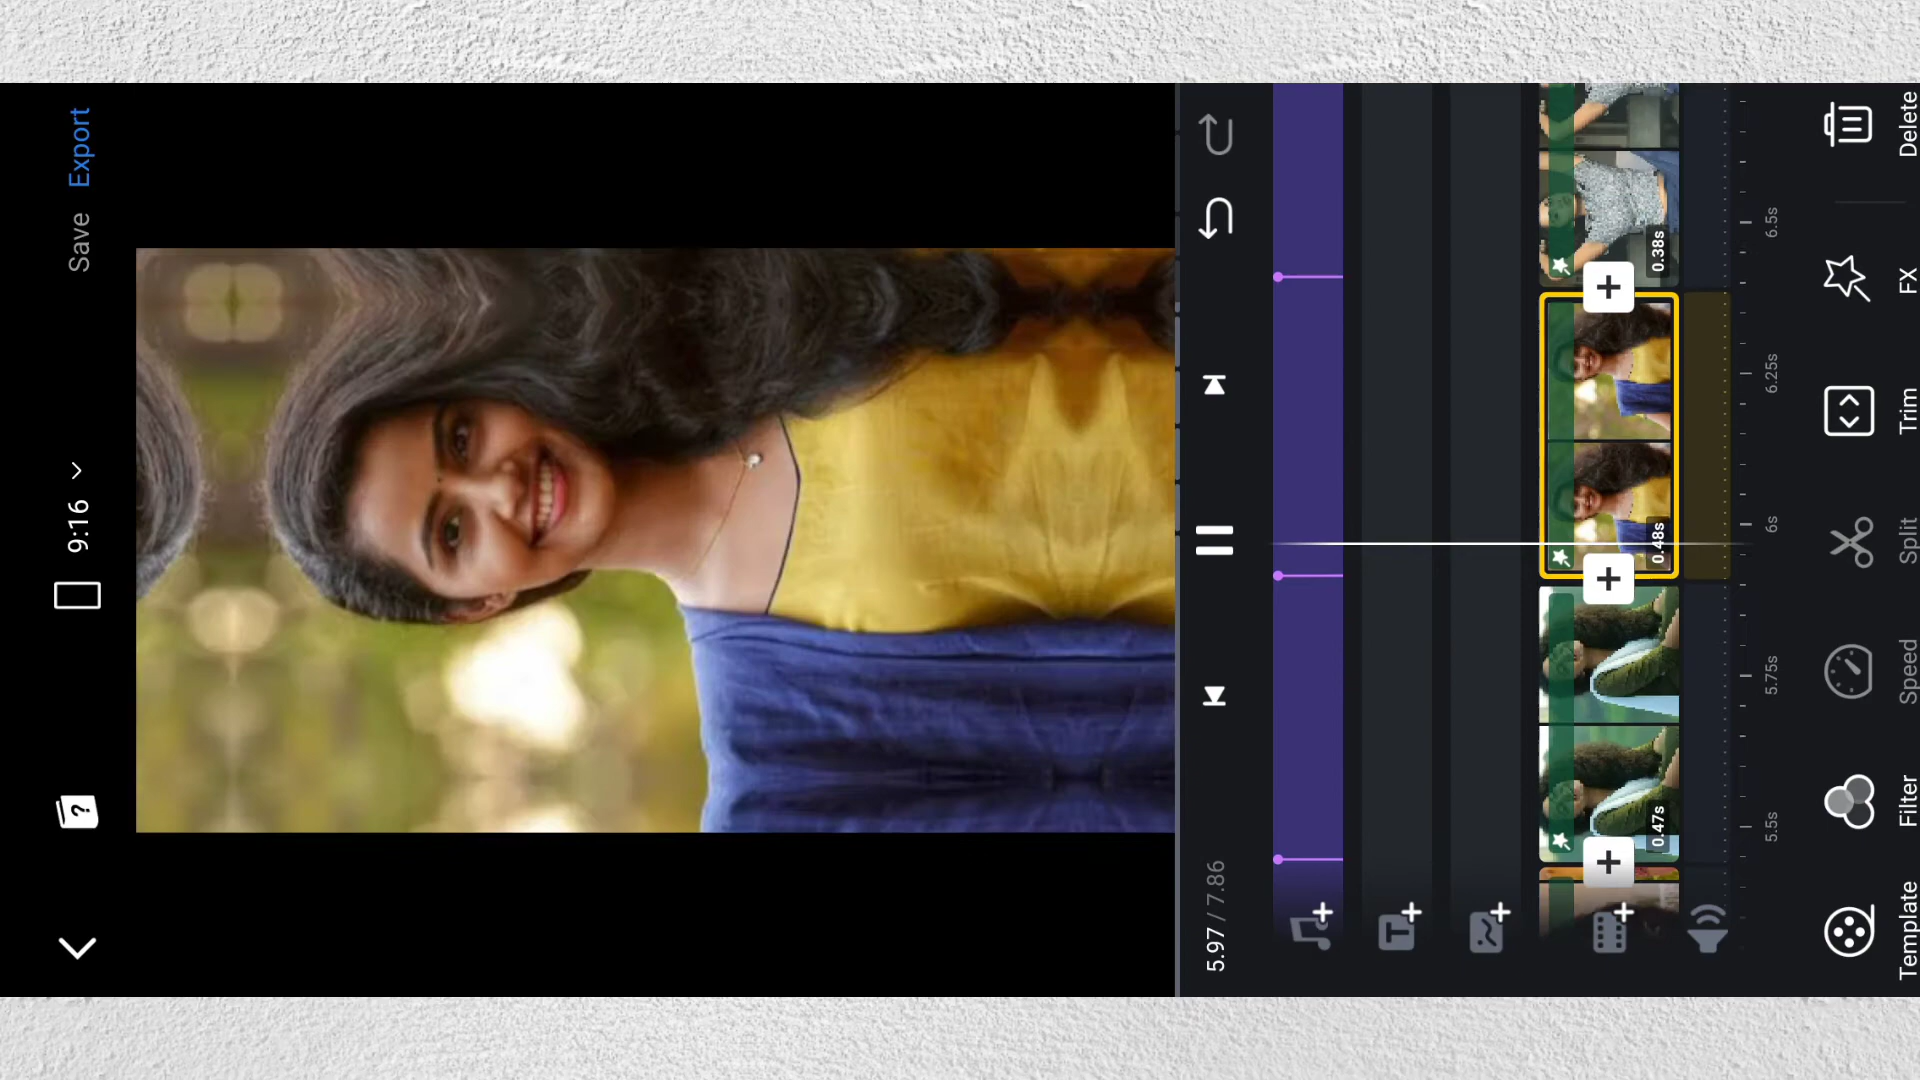 9:16 Save Export
5.97 / 7.86
0.47s 0.48s 0.38s
5.5s 5.75s 6s 6.25s 6.5s
Template Filter Speed Split Trim FX Delete